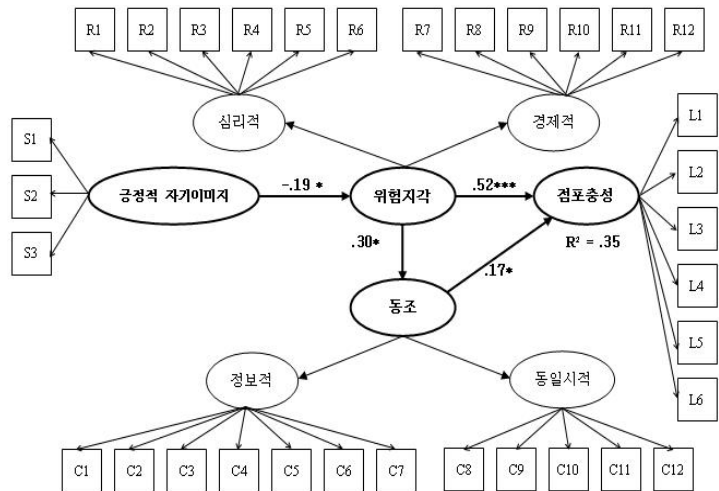 R1 R2 R3 R4 R5 R6 R7 R8 R9 R10 R11 R12
심리적 경제적
S1
S2
S3
L1
L2
L3
L4
L5
L6
긍정적 자기이미지 -.19 * 위험지각 .52*** 점포충성
R² = .35
.30*
.17*
동조
정보적 동일시적
C1 C2 C3 C4 C5 C6 C7 C8 C9 C10 C11 C12